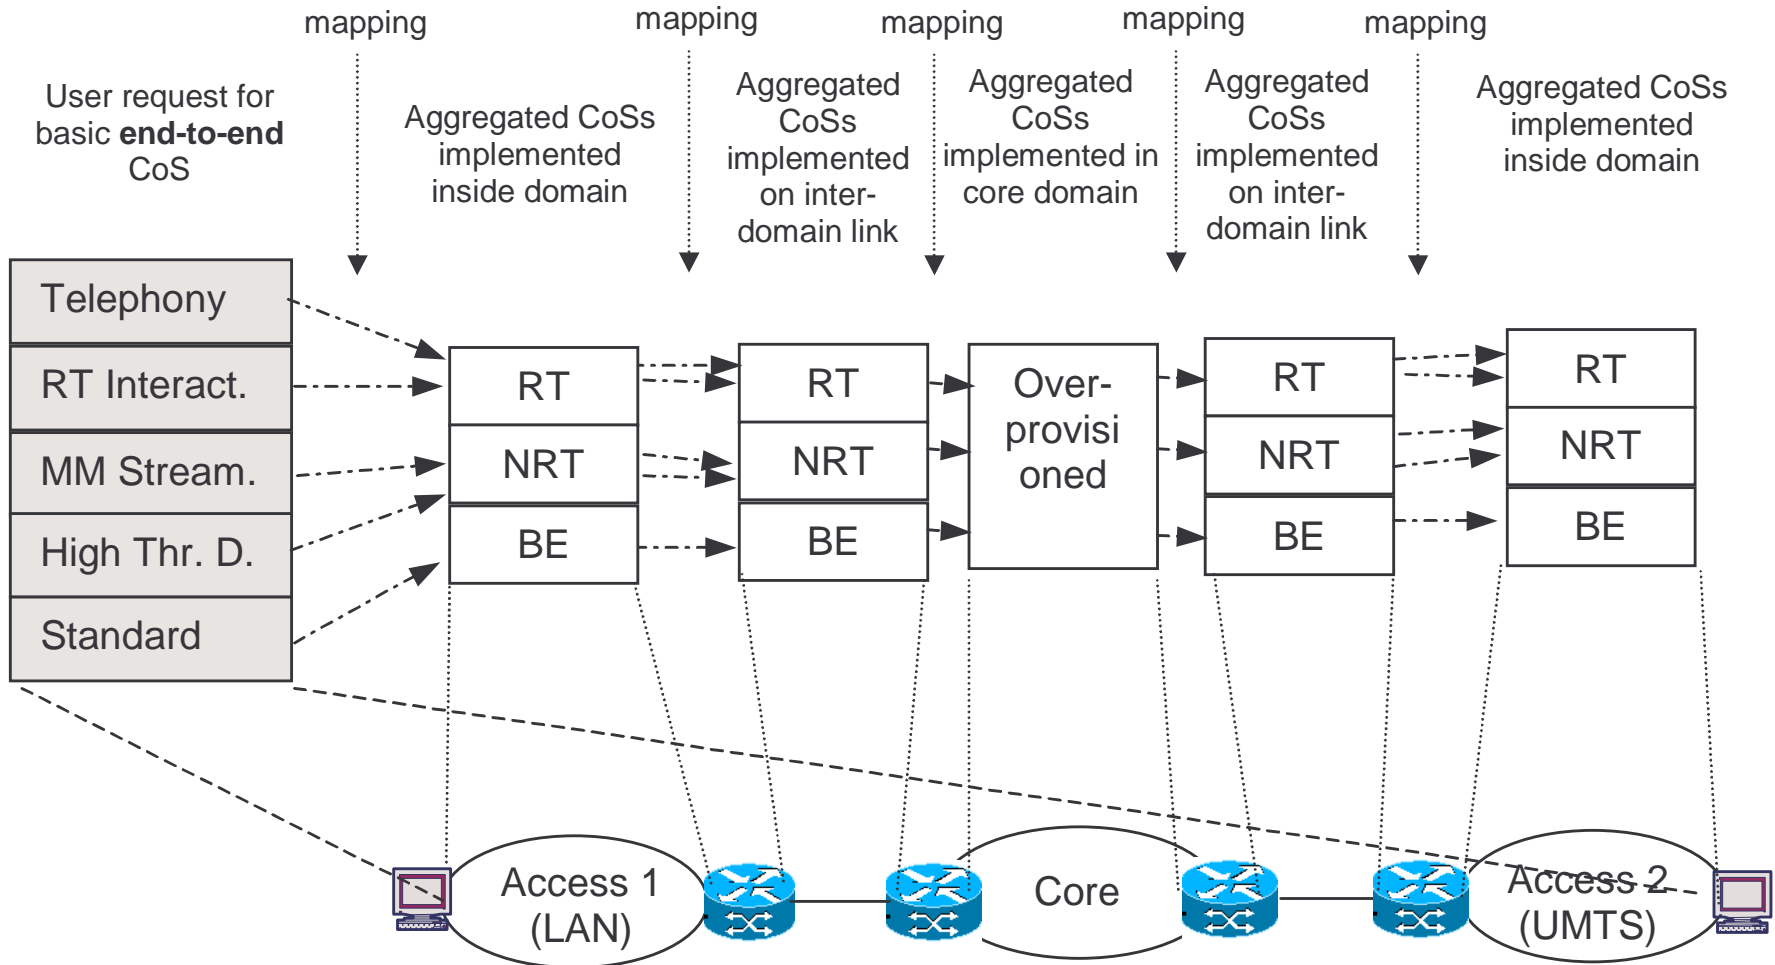 mapping
mapping
mapping
mapping
mapping
User request for
basic end-to-end
CoS
Aggregated CoSs
implemented
inside domain
Aggregated
CoSs
implemented
on inter-
domain link
Aggregated
CoSs
implemented in
core domain
Aggregated
CoSs
implemented
on inter-
domain link
Aggregated CoSs
implemented
inside domain
Telephony
RT Interact.
MM Stream.
High Thr. D.
Standard
RT
NRT
BE
RT
NRT
BE
Over-
provisi
oned
RT
NRT
BE
RT
NRT
BE
Access 1
(LAN)
Core
Access 2
(UMTS)